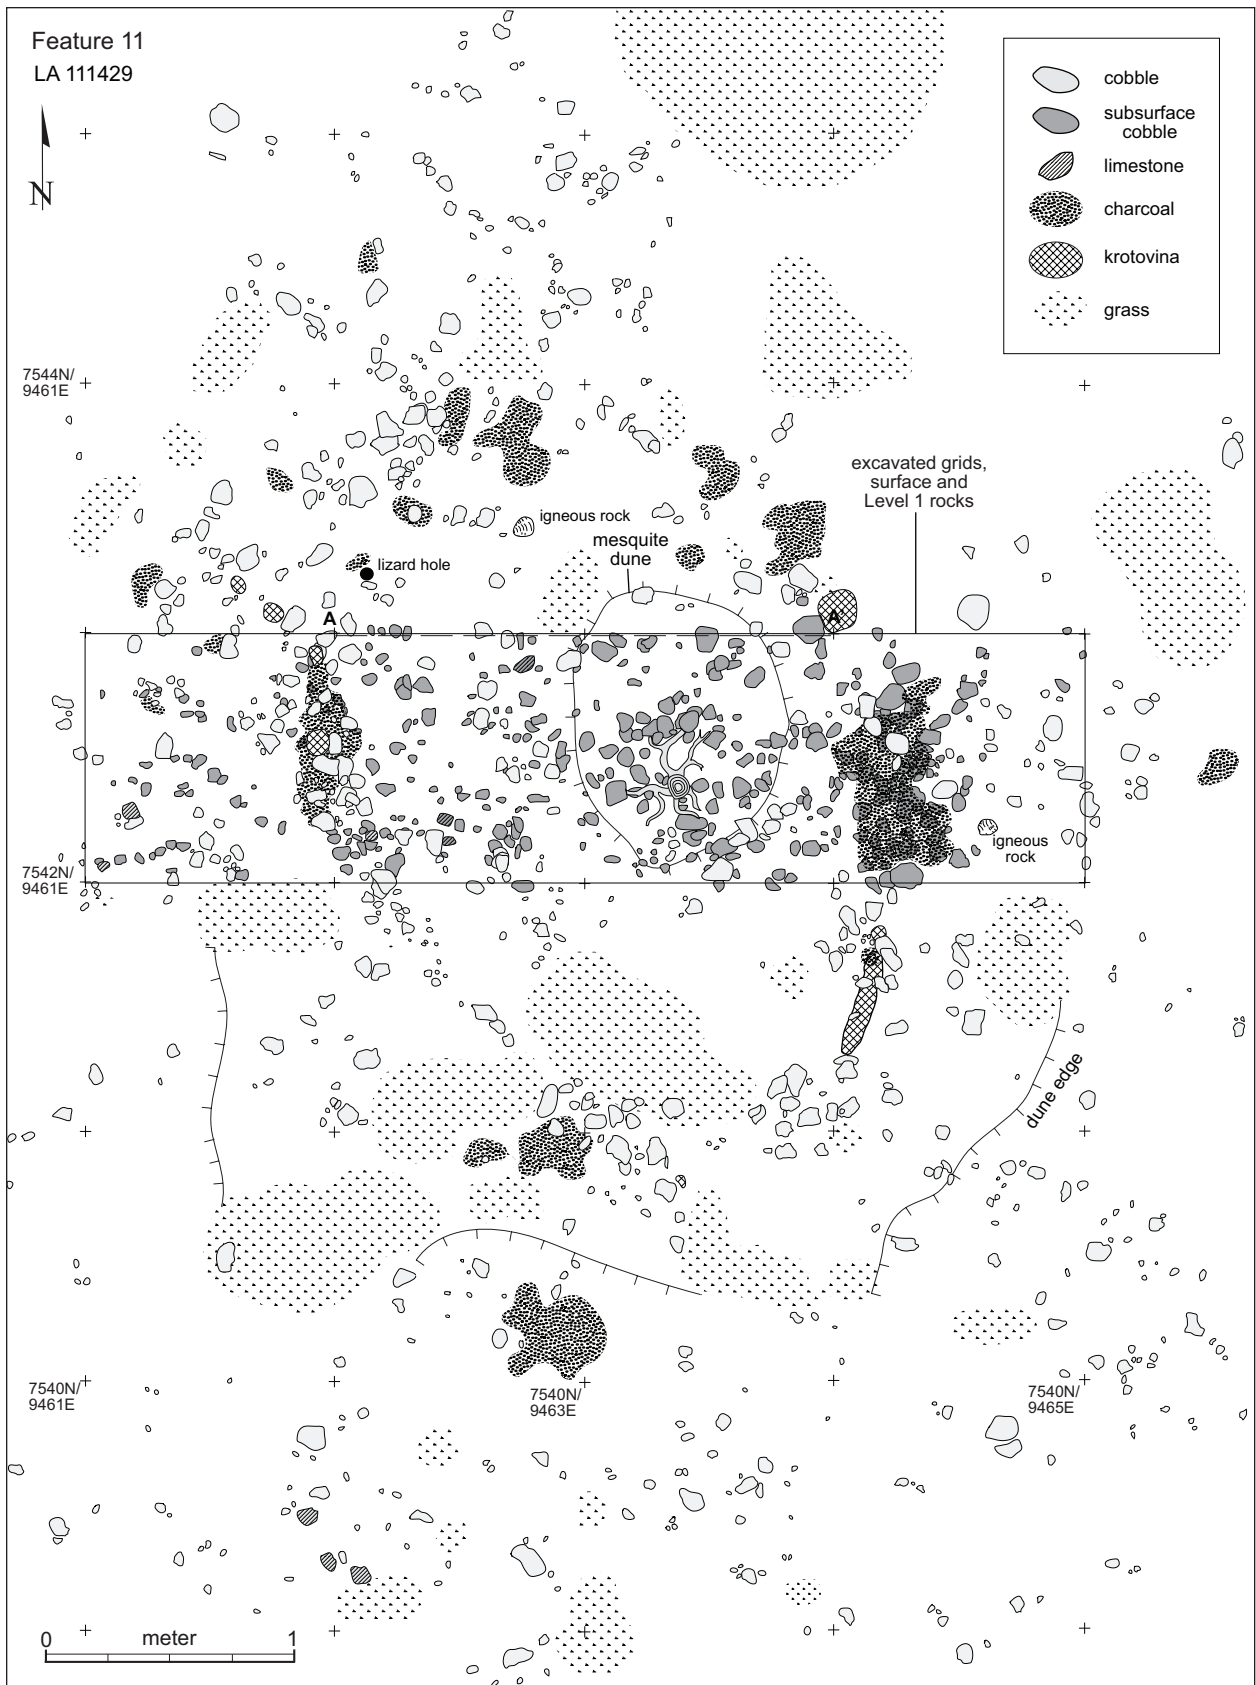 Feature 11
LA 111429
N
cobble
subsurface
cobble
limestone
charcoal
krotovina
grass
7544N/
9461E
excavated grids,
surface and
Level 1 rocks
igneous rock
mesquite
dune
lizard hole
A
A'
igneous
rock
7542N/
9461E
dune edge
7540N/
9461E
7540N/
9463E
7540N/
9465E
0 meter 1